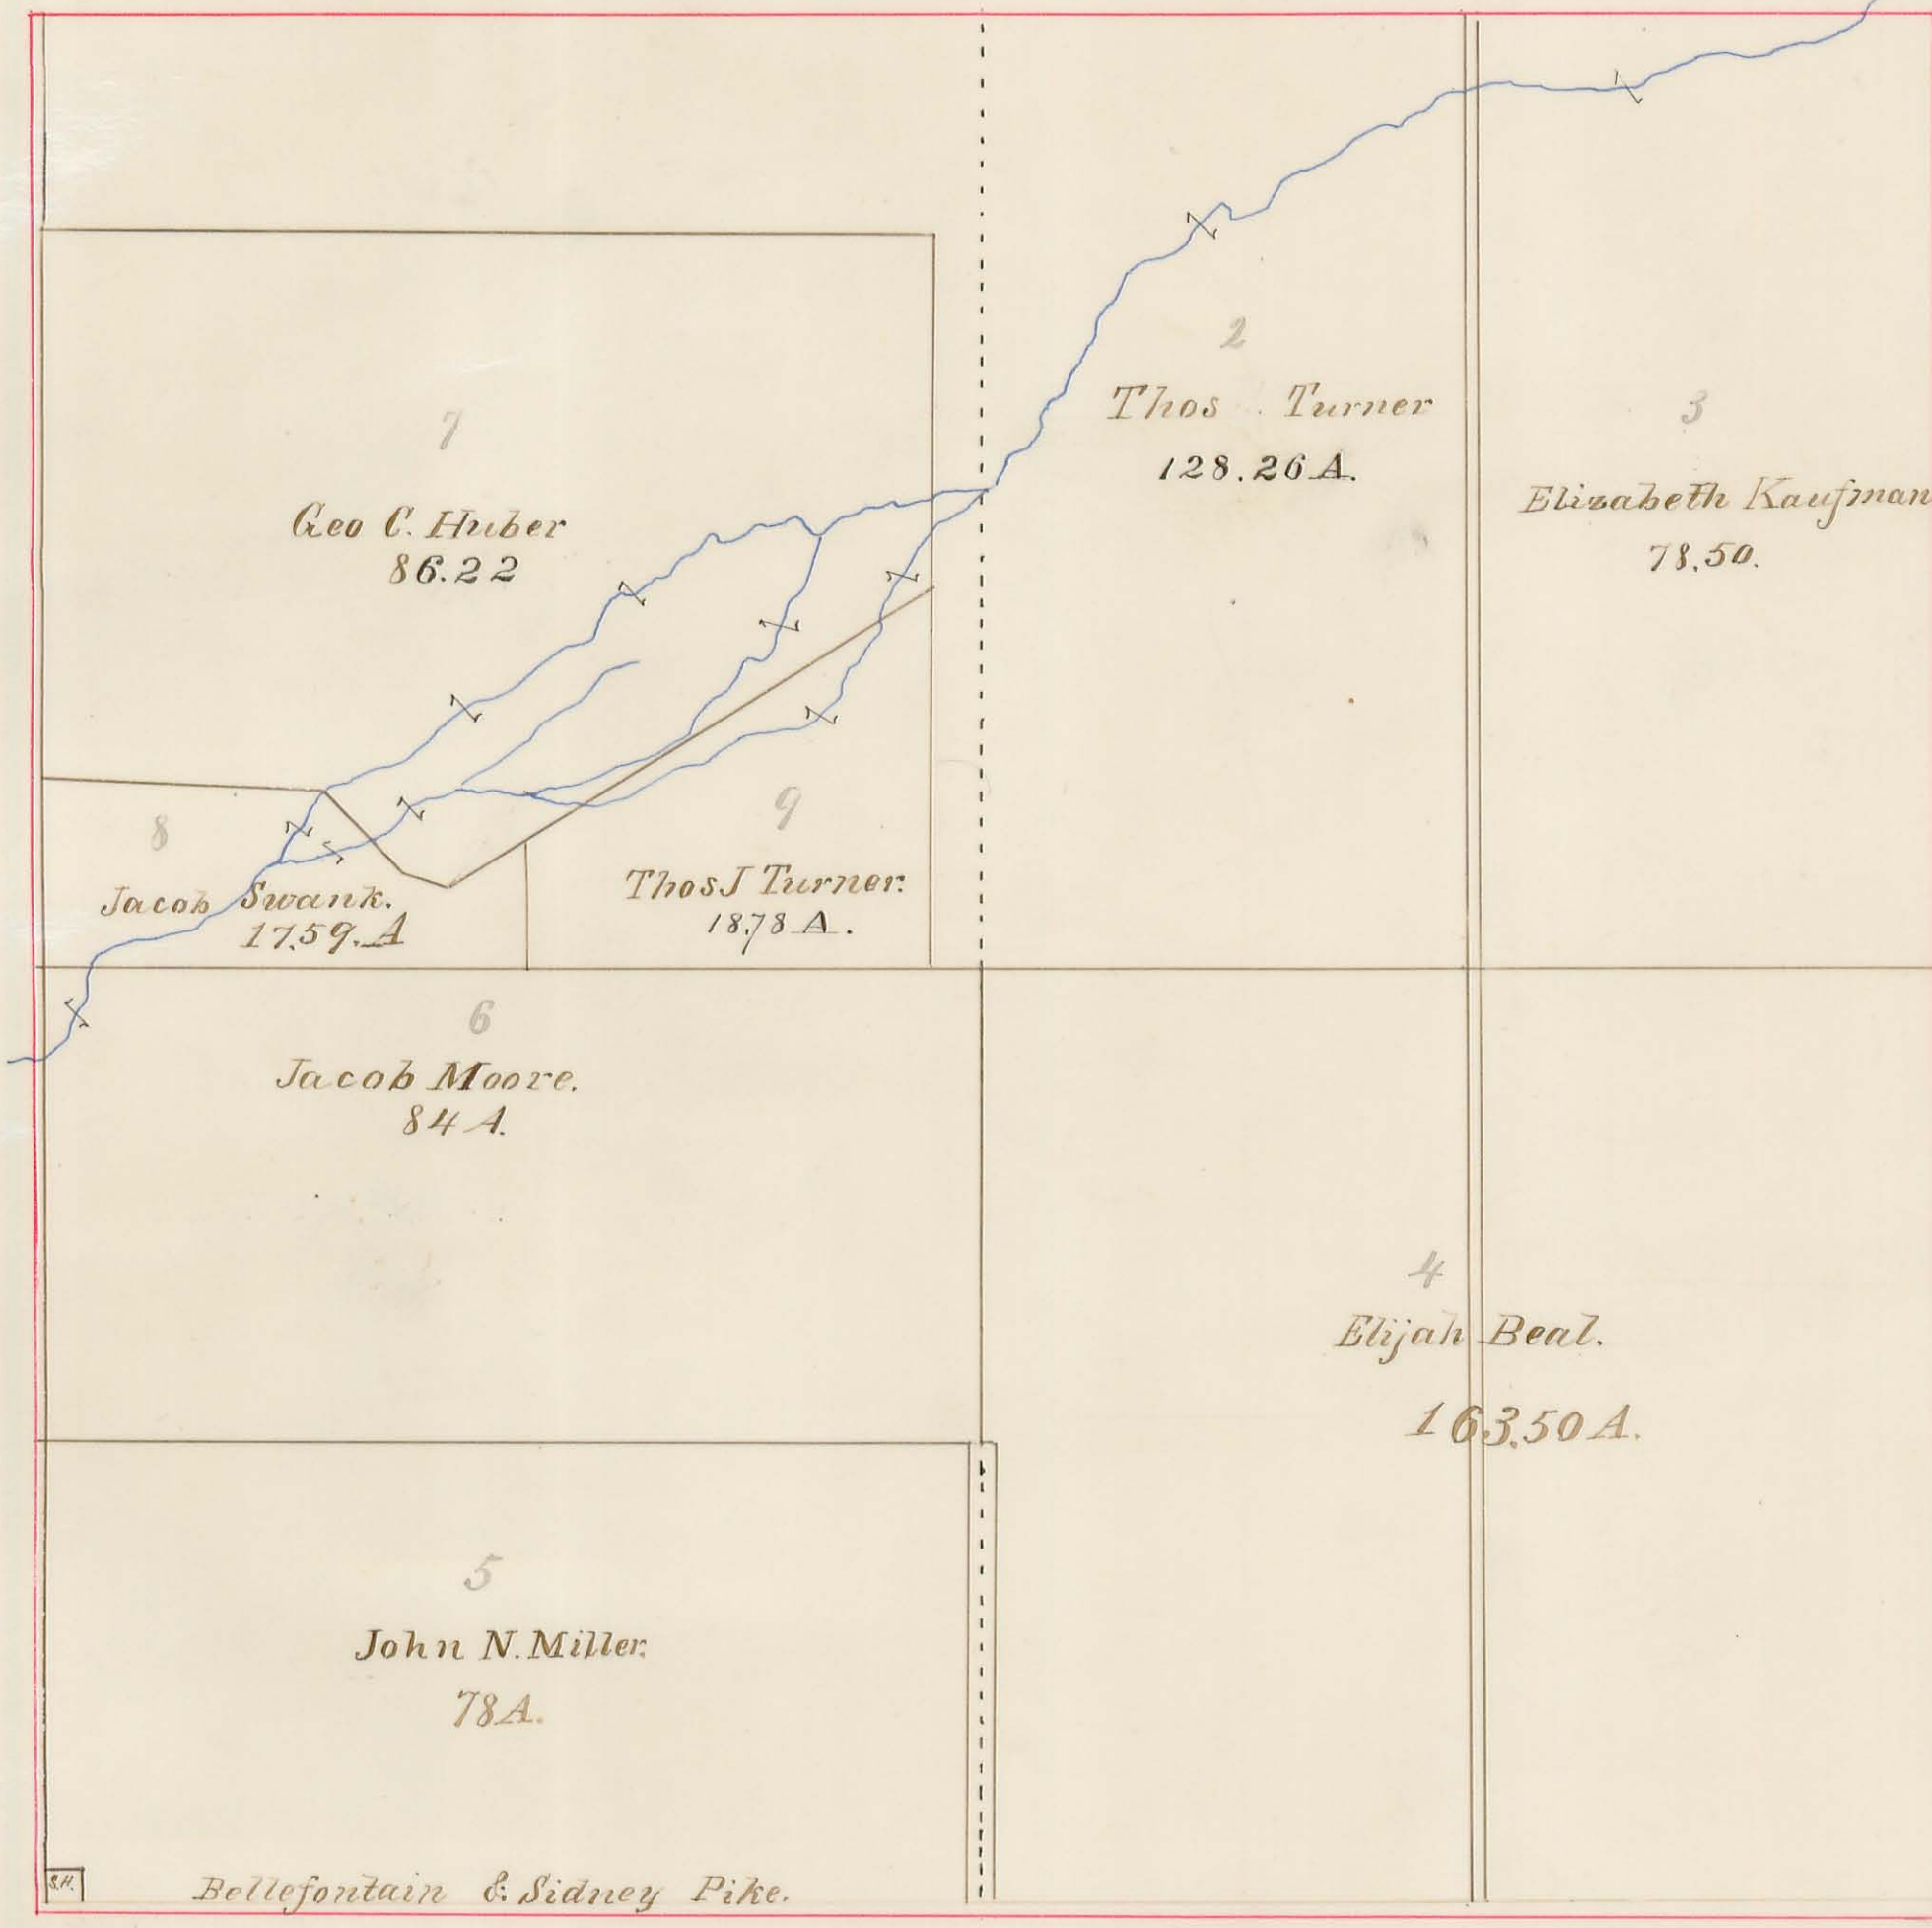 2
Thos Turner
128.26 A.
3
Elizabeth Kaufman
78.50.
7
Geo C. Huber
86.22
8
Jacob Swank.
17.59. A
9
Thos J Turner.
18.78 A.
6
Jacob Moore.
84 A.
4
Elijah Beal.
163.50 A.
5
John N. Miller.
78 A.
S.H.
Bellefontain & Sidney Pike.